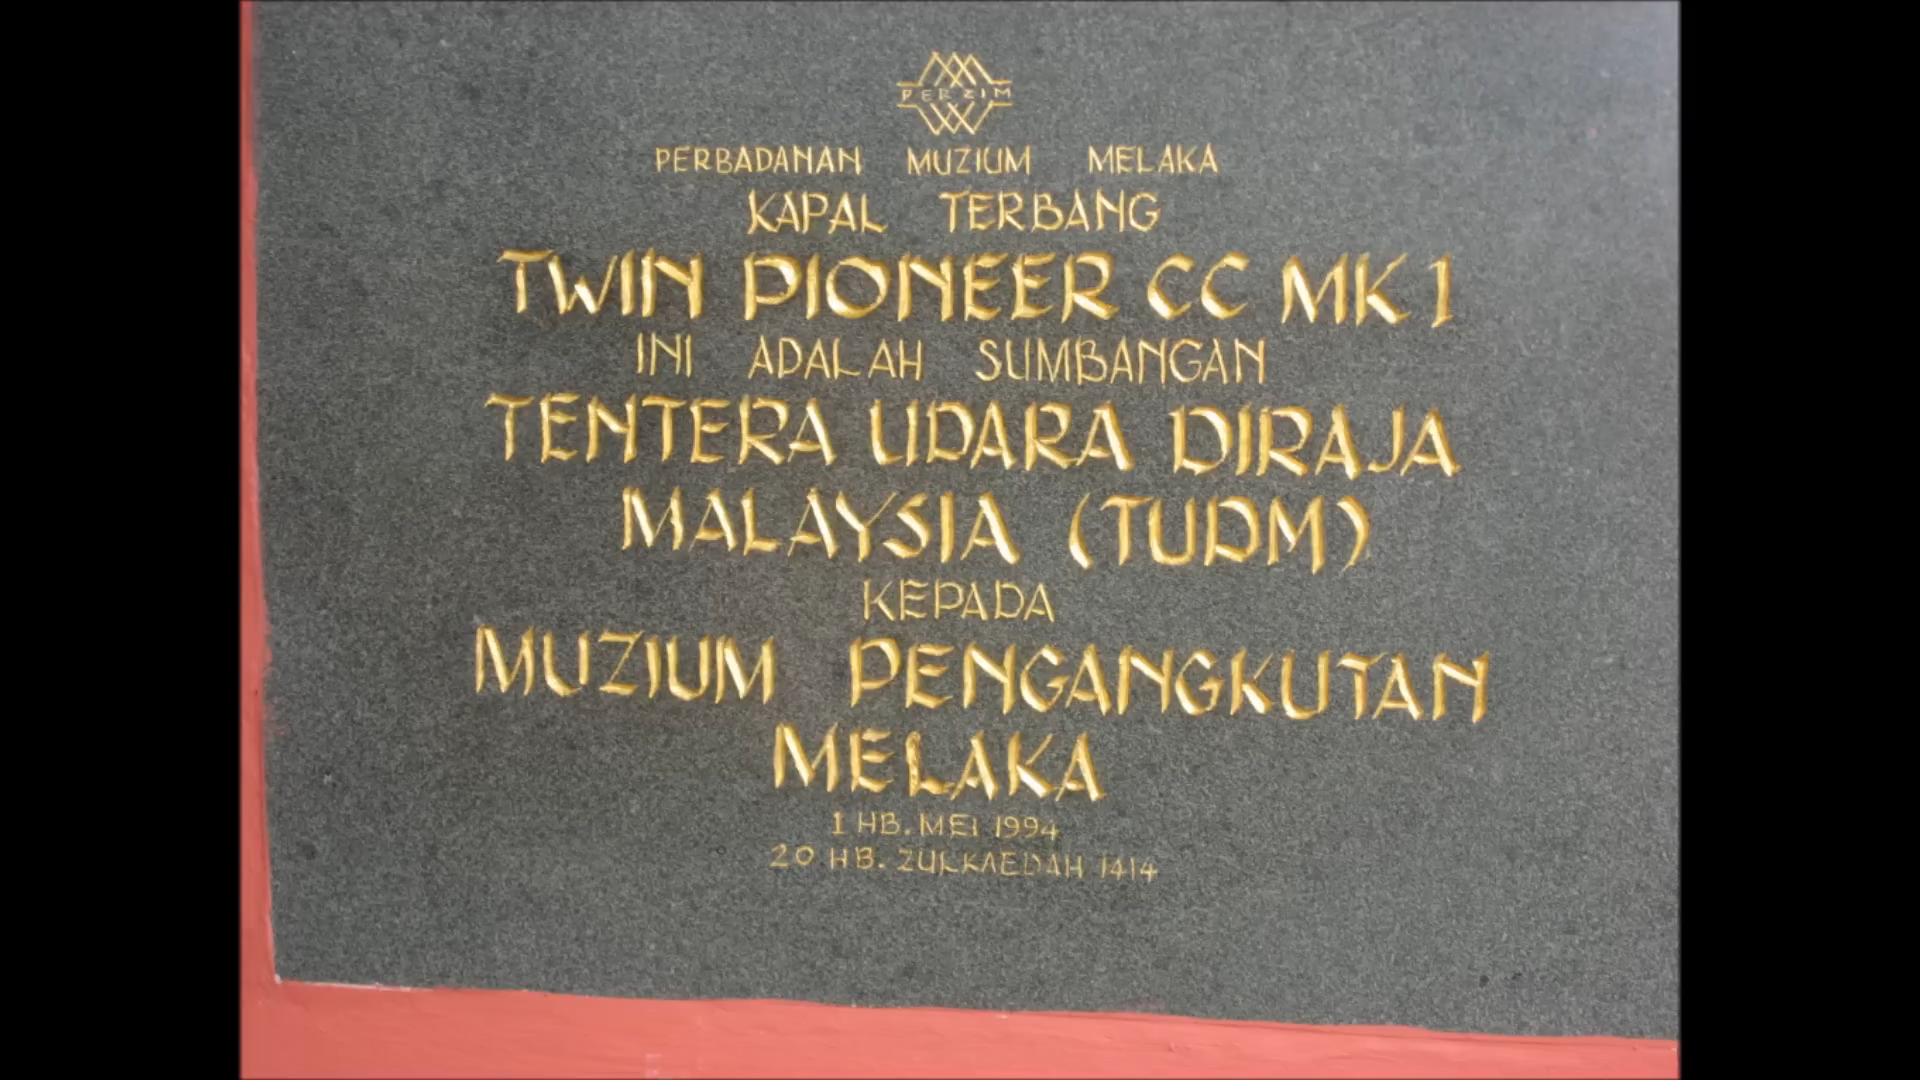 PERZIM
PERBADANAN MUZIUM MELAKA
KAPAL TERBANG
TWIN PIONEER CC MK 1
INI ADALAH SUMBANGAN
TENTERA UDARA DIRAJA
MALAYSIA (TUDM)
KEPADA
MUZIUM PENGANGKUTAN
MELAKA
1 HB. MEI 1994
20 HB. ZULKAEDAH 1414